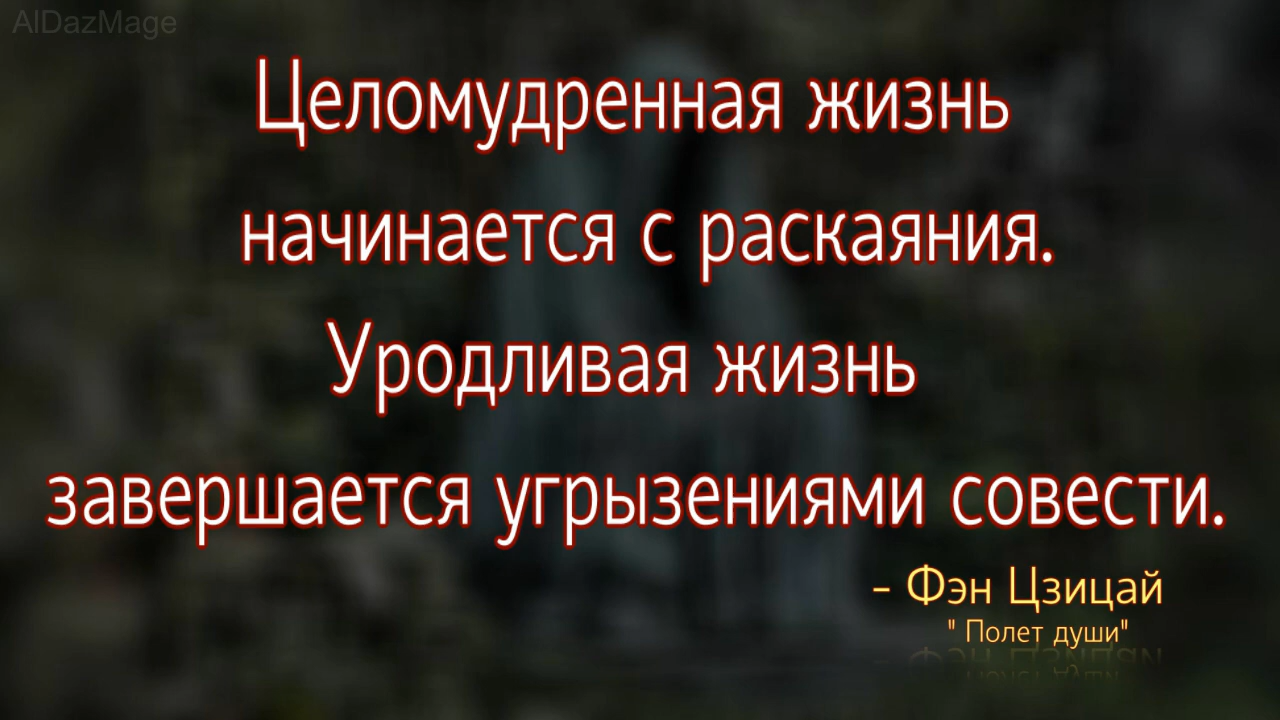 AlDazMage
Целомудренная жизнь
начинается с раскаяния.
Уродливая жизнь
завершается угрызениями совести.
- Фэн Цзицай
" Полет души"